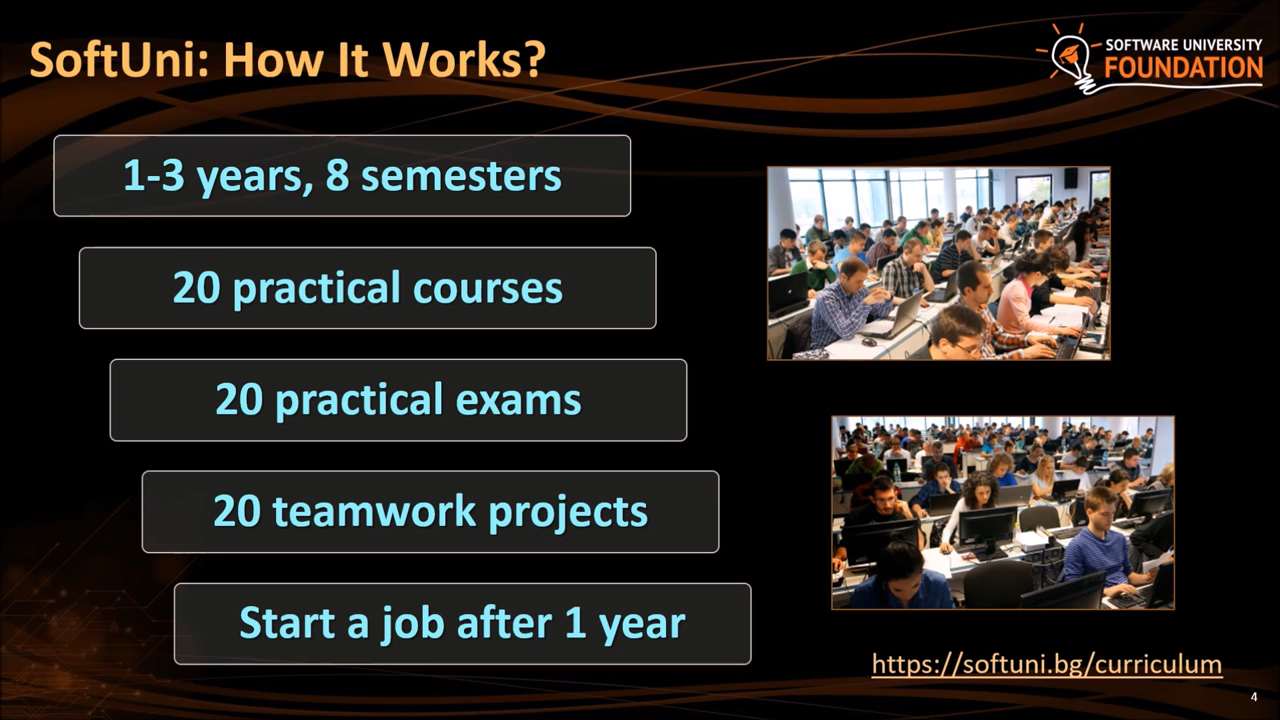 SoftUni: How It Works?
SOFTWARE UNIVERSITY
FOUNDATION
1-3 years, 8 semesters
20 practical courses
20 practical exams
20 teamwork projects
Start a job after 1 year
https://softuni.bg/curriculum
4